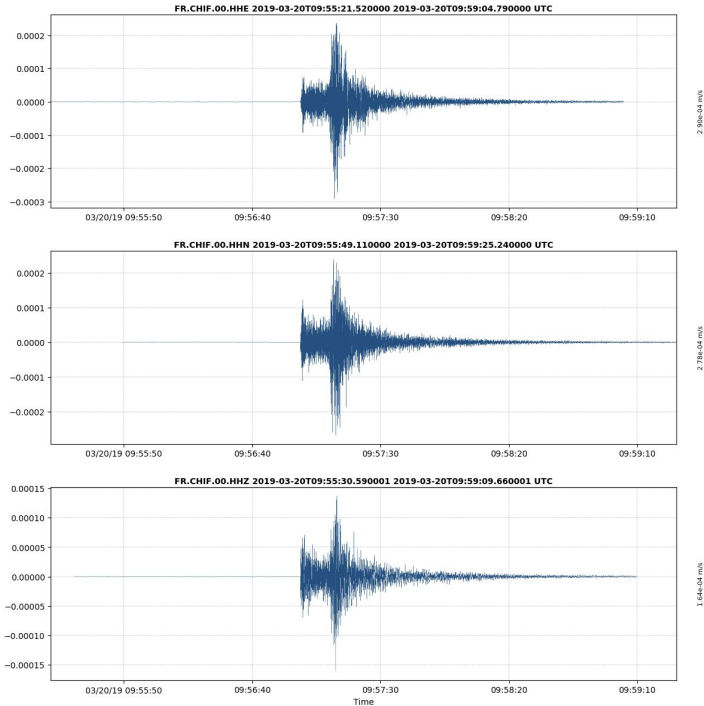 FR.CHIF.00.HHE 2019-03-20T09:55:21.520000 2019-03-20T09:59:04.790000 UTC
0.0002
0.0001
0.0000
−0.0001
−0.0002
−0.0003
2.90e-04 m/s
03/20/19 09:55:50 09:56:40 09:57:30 09:58:20 09:59:10
FR.CHIF.00.HHN 2019-03-20T09:55:49.110000 2019-03-20T09:59:25.240000 UTC
0.0002
0.0001
0.0000
−0.0001
−0.0002
2.78e-04 m/s
03/20/19 09:55:50 09:56:40 09:57:30 09:58:20 09:59:10
FR.CHIF.00.HHZ 2019-03-20T09:55:30.590001 2019-03-20T09:59:09.660001 UTC
0.00015
0.00010
0.00005
0.00000
−0.00005
−0.00010
−0.00015
1.64e-04 m/s
03/20/19 09:55:50 09:56:40 09:57:30 09:58:20 09:59:10
Time